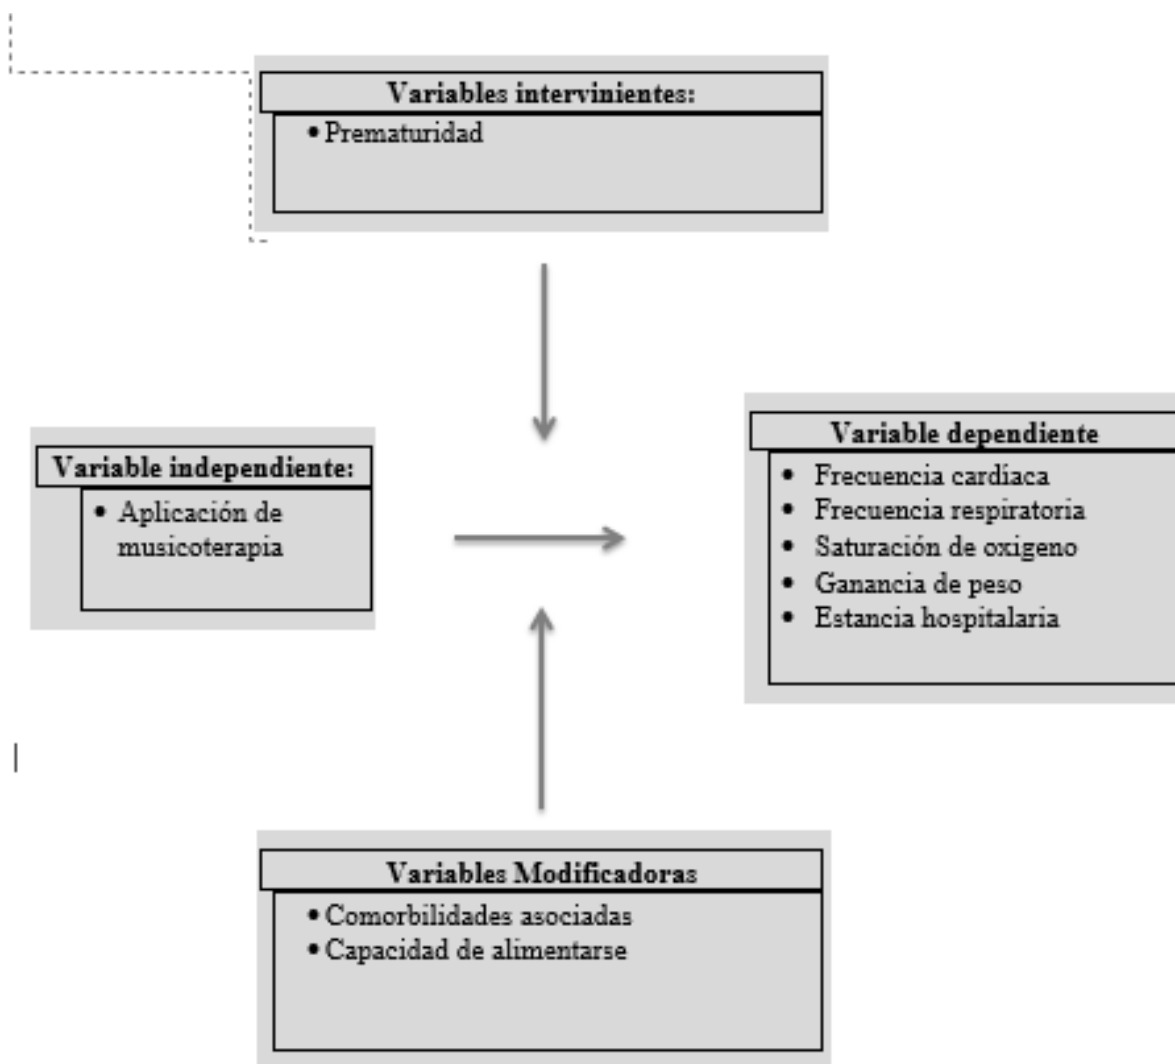 Variables intervinientes:
• Prematuridad
Variable independiente:
• Aplicación de
musicoterapia
Variable dependiente
• Frecuencia cardíaca
• Frecuencia respiratoria
• Saturación de oxigeno
• Ganancia de peso
• Estancia hospitalaria
Variables Modificadoras
• Comorbilidades asociadas
• Capacidad de alimentarse